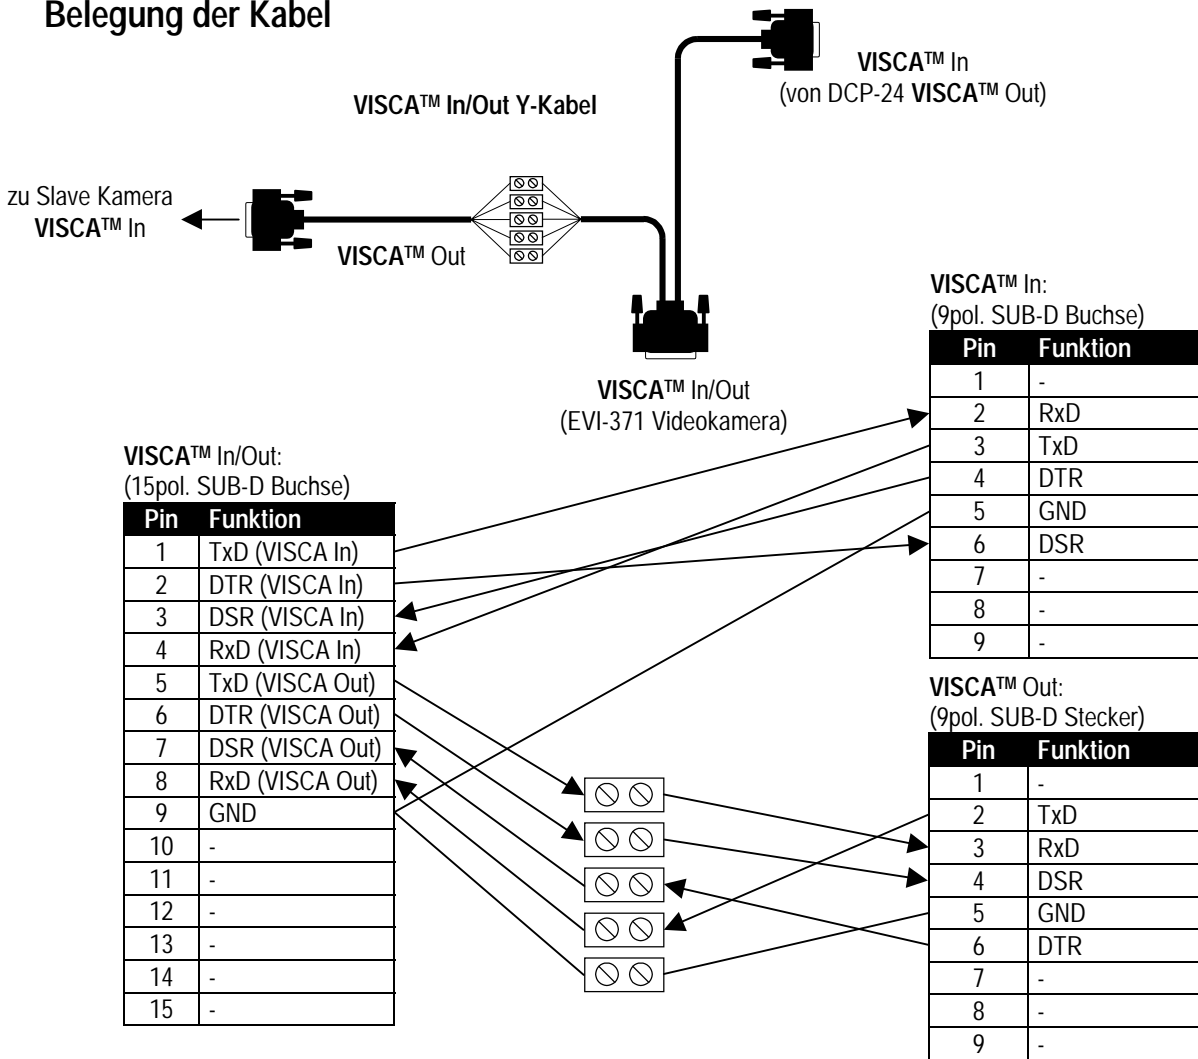 Belegung der Kabel
VISCA™ In
(von DCP-24 VISCA™ Out)
VISCA™ In/Out Y-Kabel
zu Slave Kamera
VISCA™ In
VISCA™ Out
VISCA™ In/Out
(EVI-371 Videokamera)
VISCA™ In:
(9pol. SUB-D Buchse)
Pin Funktion
1 -
2 RxD
3 TxD
4 DTR
5 GND
6 DSR
7 -
8 -
9 -
VISCA™ In/Out:
(15pol. SUB-D Buchse)
Pin Funktion
1 TxD (VISCA In)
2 DTR (VISCA In)
3 DSR (VISCA In)
4 RxD (VISCA In)
5 TxD (VISCA Out)
6 DTR (VISCA Out)
7 DSR (VISCA Out)
8 RxD (VISCA Out)
9 GND
10 -
11 -
12 -
13 -
14 -
15 -
VISCA™ Out:
(9pol. SUB-D Stecker)
Pin Funktion
1 -
2 TxD
3 RxD
4 DSR
5 GND
6 DTR
7 -
8 -
9 -